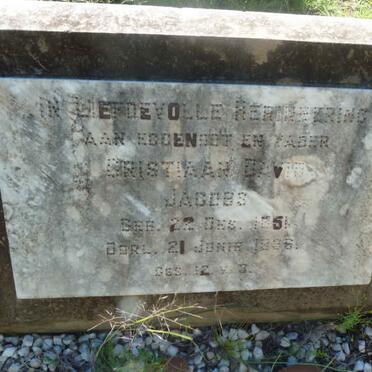 IN LIEFDEVOLLE HERINNERING
AAN EGGENOOT EN VADER
CRISTIAAN DAVID
JACOBS
GEB. 22 DES. 1851.
OORL. 21 JUNIE 1936.
GES. 12 V. 3.